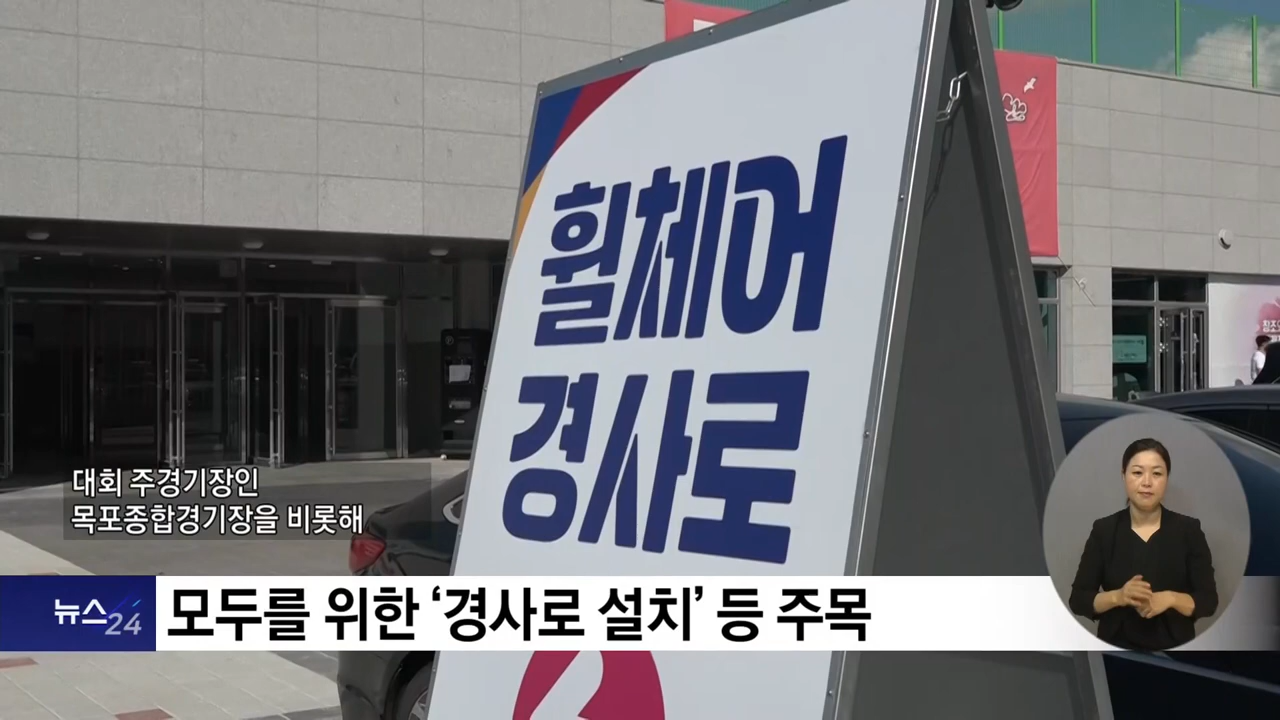 휠체어
경사로
대회 주경기장인
목포종합경기장을 비롯해
뉴스24
모두를 위한 ‘경사로 설치’ 등 주목